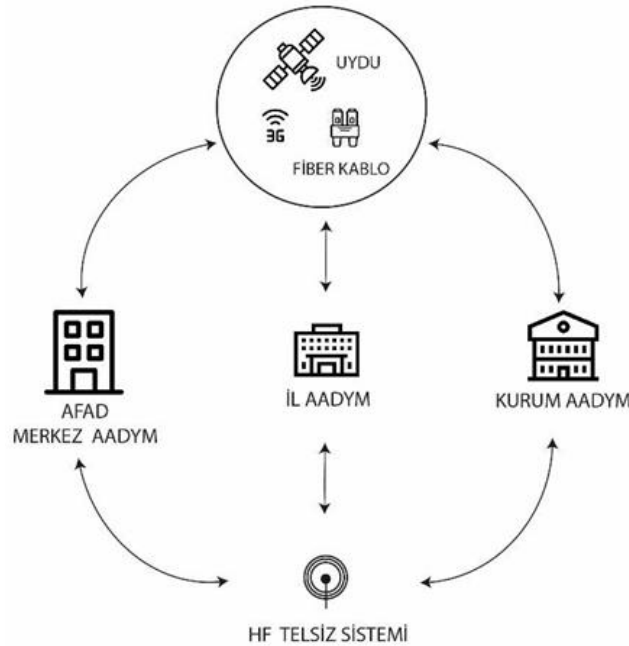 UYDU
3G
FİBER KABLO
AFAD
MERKEZ AADYM
İL AADYM
KURUM AADYM
HF TELSİZ SİSTEMİ